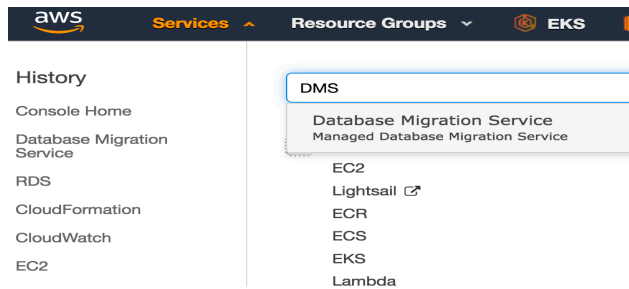 aws Services Resource Groups EKS
History
Console Home
Database Migration
Service
RDS
CloudFormation
CloudWatch
EC2
DMS
Database Migration Service
Managed Database Migration Service
EC2
Lightsail
ECR
ECS
EKS
Lambda